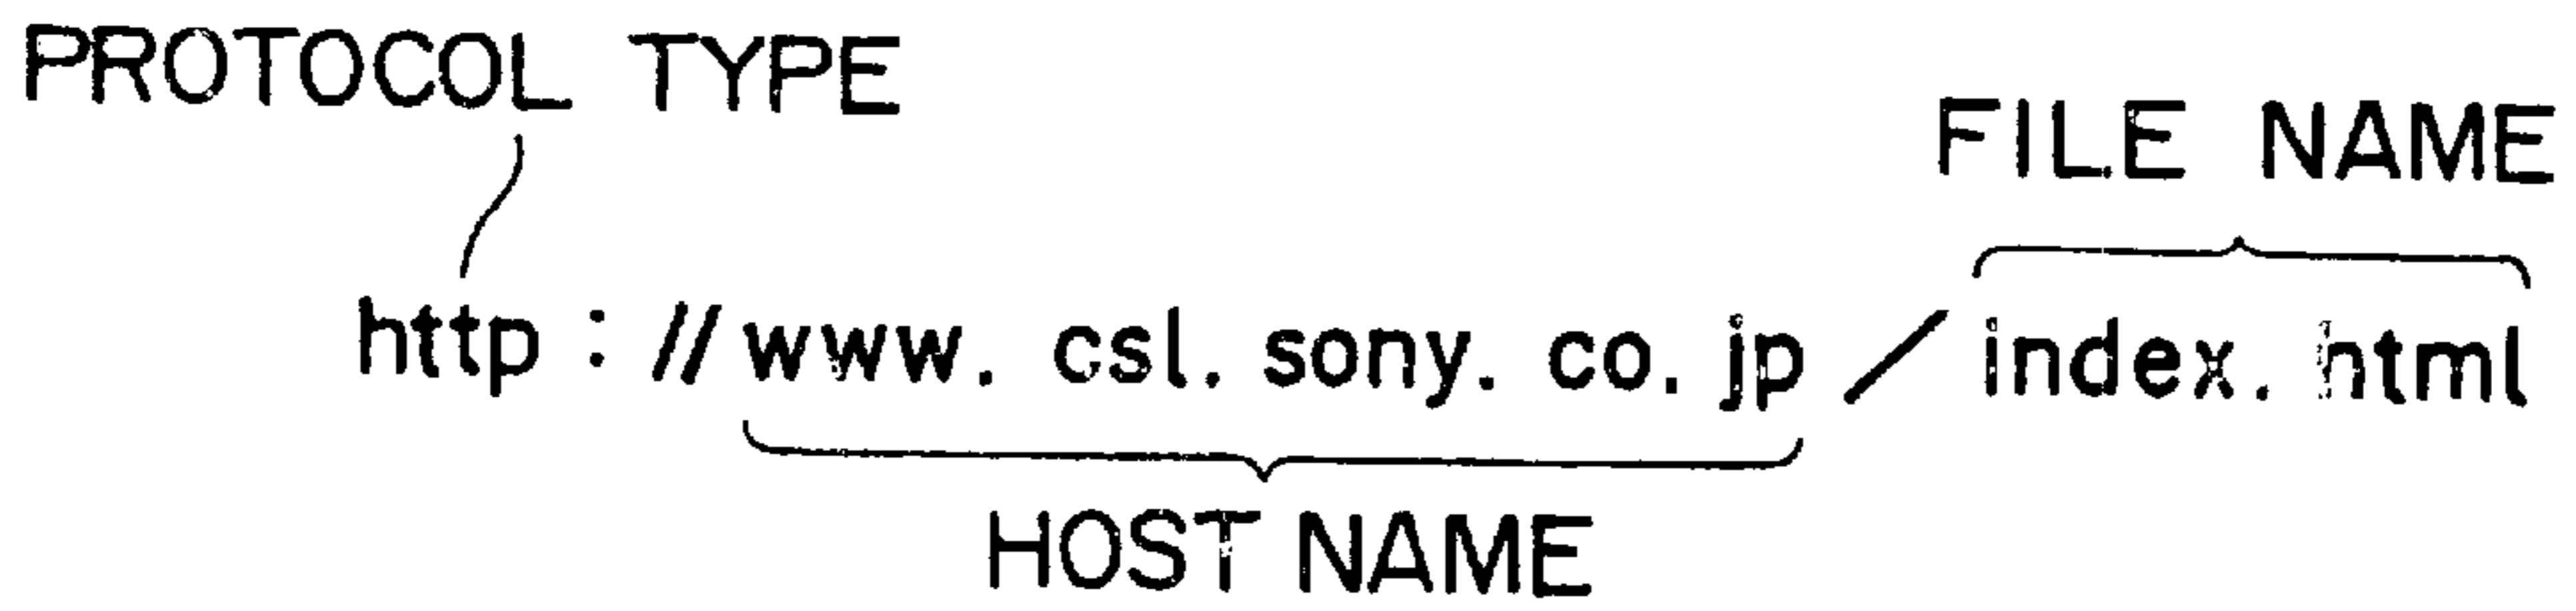 PROTOCOL TYPE
FILE NAME
http : //www. csl. sony. co. jp / index. html
HOST NAME